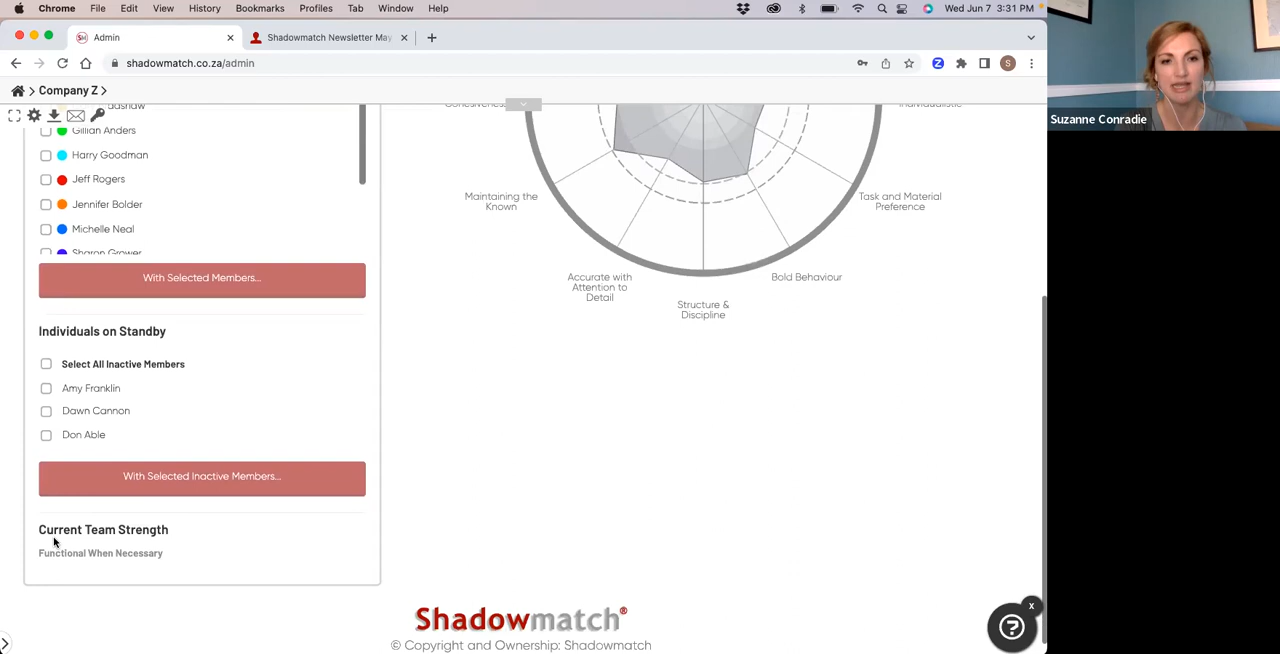 Chrome File Edit View History Bookmarks Profiles Tab Window Help Wed Jun 7 3:31 PM
Admin
Shadowmatch Newsletter May
shadowmatch.co.za/admin
S
Company Z
Gillian Anders
Harry Goodman
Jeff Rogers
Jennifer Bolder
Michelle Neal
Sharon Grower
With Selected Members...
Individuals on Standby
Select All Inactive Members
Amy Franklin
Dawn Cannon
Don Able
With Selected Inactive Members...
Current Team Strength
Functional When Necessary
Maintaining the
Known
Accurate with
Attention to
Detail
Structure &
Discipline
Bold Behaviour
Task and Material
Preference
Individualistic
Shadowmatch®
© Copyright and Ownership: Shadowmatch
x
?
Suzanne Conradie